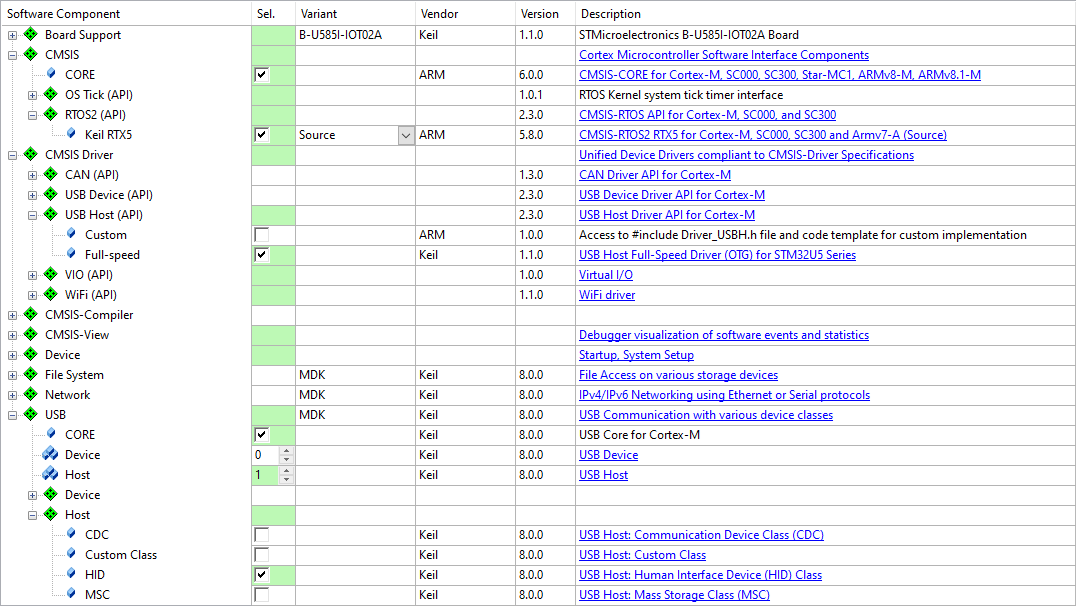 Software Component Sel. Variant Vendor Version Description
Board Support B-U585I-IOT02A Keil 1.1.0 STMicroelectronics B-U585I-IOT02A Board
CMSIS Cortex Microcontroller Software Interface Components
CORE ARM 6.0.0 CMSIS-CORE for Cortex-M, SC000, SC300, Star-MC1, ARMv8-M, ARMv8.1-M
OS Tick (API) 1.0.1 RTOS Kernel system tick timer interface
RTOS2 (API) 2.3.0 CMSIS-RTOS API for Cortex-M, SC000, and SC300
Keil RTX5 Source ARM 5.8.0 CMSIS-RTOS2 RTX5 for Cortex-M, SC000, SC300 and Armv7-A (Source)
CMSIS Driver Unified Device Drivers compliant to CMSIS-Driver Specifications
CAN (API) 1.3.0 CAN Driver API for Cortex-M
USB Device (API) 2.3.0 USB Device Driver API for Cortex-M
USB Host (API) 2.3.0 USB Host Driver API for Cortex-M
Custom ARM 1.0.0 Access to #include Driver_USBH.h file and code template for custom implementation
Full-speed Keil 1.1.0 USB Host Full-Speed Driver (OTG) for STM32U5 Series
VIO (API) 1.0.0 Virtual I/O
WiFi (API) 1.1.0 WiFi driver
CMSIS-Compiler
CMSIS-View Debugger visualization of software events and statistics
Device Startup, System Setup
File System MDK Keil 8.0.0 File Access on various storage devices
Network MDK Keil 8.0.0 IPv4/IPv6 Networking using Ethernet or Serial protocols
USB MDK Keil 8.0.0 USB Communication with various device classes
CORE Keil 8.0.0 USB Core for Cortex-M
Device 0 Keil 8.0.0 USB Device
Host 1 Keil 8.0.0 USB Host
Device
Host
CDC Keil 8.0.0 USB Host: Communication Device Class (CDC)
Custom Class Keil 8.0.0 USB Host: Custom Class
HID Keil 8.0.0 USB Host: Human Interface Device (HID) Class
MSC Keil 8.0.0 USB Host: Mass Storage Class (MSC)